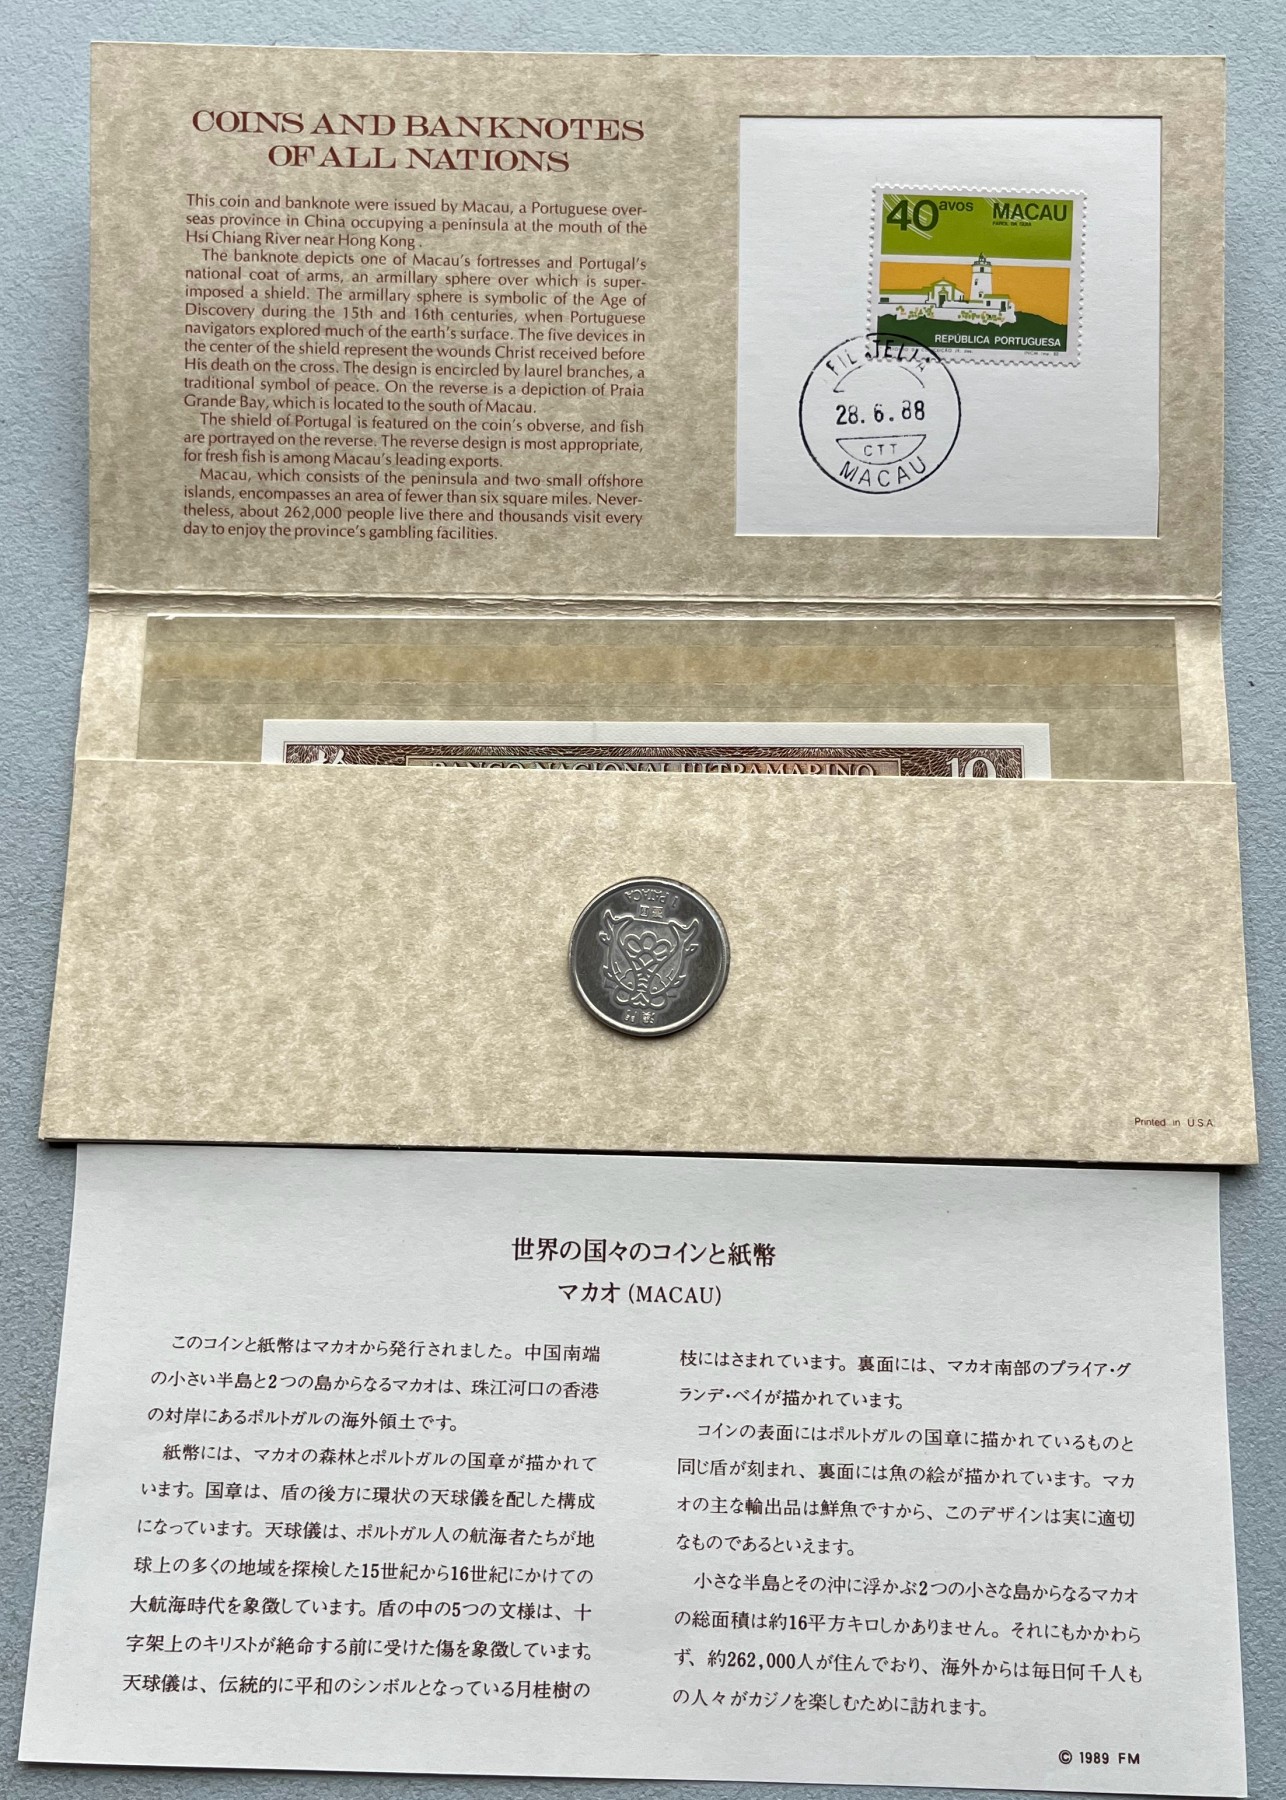 COINS AND BANKNOTES
OF ALL NATIONS
This coin and banknote were issued by Macau, a Portuguese over-
seas province in China occupying a peninsula at the mouth of the
Hsi Chiang River near Hong Kong.
The banknote depicts one of Macau's fortresses and Portugal's
national coat of arms, an armillary sphere over which is super-
imposed a shield. The armillary sphere is symbolic of the Age of
Discovery during the 15th and 16th centuries, when Portuguese
navigators explored much of the earth's surface. The five devices in
the center of the shield represent the wounds Christ received before
His death on the cross. The design is encircled by laurel branches, a
traditional symbol of peace. On the reverse is a depiction of Praia
Grande Bay, which is located to the south of Macau.
The shield of Portugal is featured on the coin's obverse, and fish
are portrayed on the reverse. The reverse design is most appropriate,
for fresh fish is among Macau's leading exports.
Macau, which consists of the peninsula and two small offshore
islands, encompasses an area of fewer than six square miles. Never-
theless, about 262,000 people live there and thousands visit every
day to enjoy the province's gambling facilities.
40 avos MACAU
FAROL DA GUIA
REPÚBLICA PORTUGUESA
FILATELIA
28.6.88
CTT
MACAU
BANCO NACIONAL ULTRAMARINO
10
1 PATACA
Printed in U.S.A.
世界の国々のコインと紙幣
マカオ (MACAU)
このコインと紙幣はマカオから発行されました。中国南端
の小さい半島と2つの島からなるマカオは、珠江河口の香港
の対岸にあるポルトガルの海外領土です。
紙幣には、マカオの森林とポルトガルの国章が描かれて
います。国章は、盾の後方に環状の天球儀を配した構成
になっています。天球儀は、ポルトガル人の航海者たちが地
球上の多くの地域を探検した15世紀から16世紀にかけての
大航海時代を象徴しています。盾の中の5つの文様は、十
字架上のキリストが絶命する前に受けた傷を象徴しています。
天球儀は、伝統的に平和のシンボルとなっている月桂樹の
枝にはさまれています。裏面には、マカオ南部のプライア・グ
ランデ・ベイが描かれています。
コインの表面にはポルトガルの国章に描かれているものと
同じ盾が刻まれ、裏面には魚の絵が描かれています。マカ
オの主な輸出品は鮮魚ですから、このデザインは実に適切
なものであるといえます。
小さな半島とその沖に浮かぶ2つの小さな島からなるマカオ
の総面積は約16平方キロしかありません。それにもかかわら
ず、約262,000人が住んでおり、海外からは毎日何千人も
の人々がカジノを楽しむために訪れます。
© 1989 FM